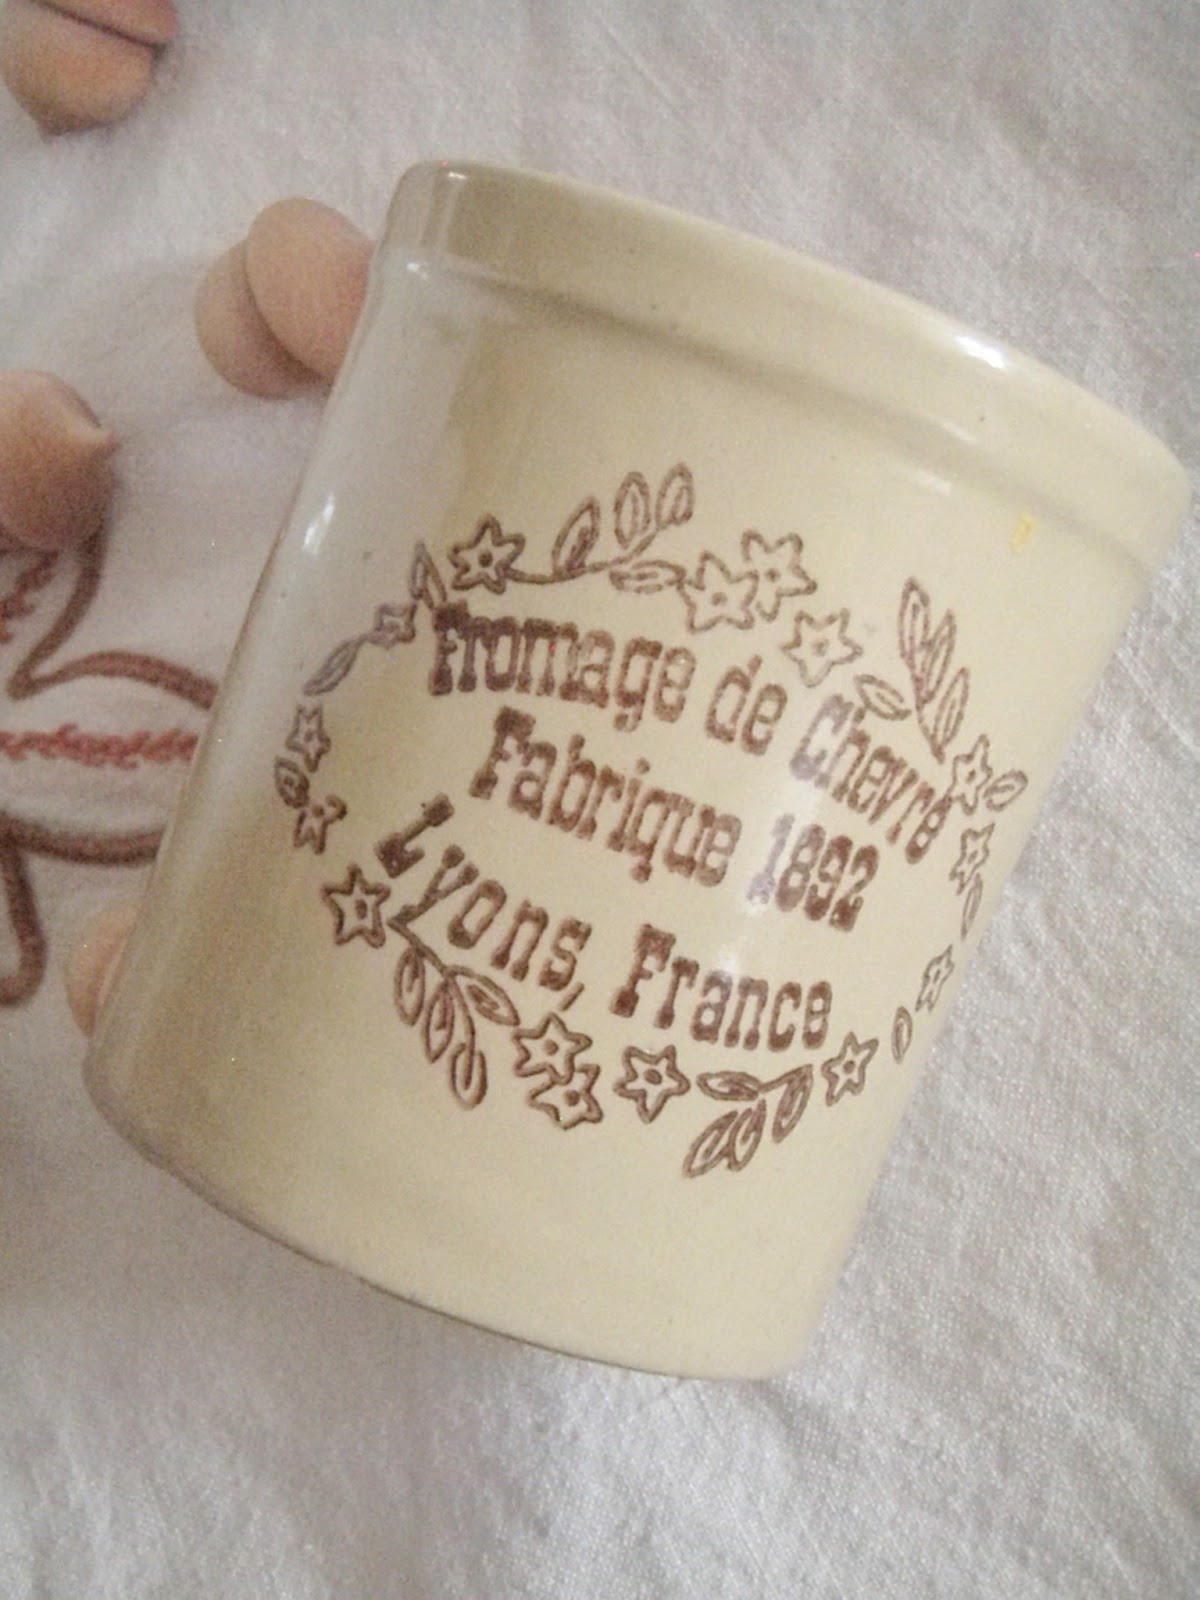 Fromage de Chevre
Fabrique 1892
Lyons, France